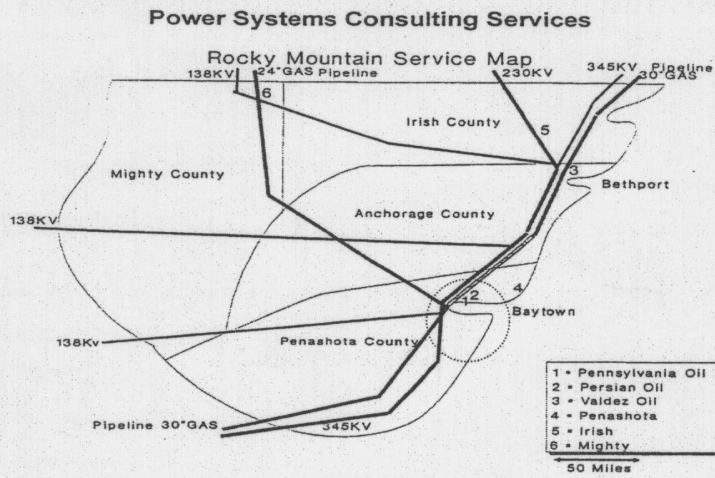 Power Systems Consulting Services
Rocky Mountain Service Map
138KV 24"GAS Pipeline 230KV 345KV Pipeline
30"GAS
6
Irish County 5
Mighty County 3
Bethport
Anchorage County
138KV
4
1 2
Baytown
138Kv
Penashota County
1 - Pennsylvania Oil
2 - Persian Oil
3 - Valdez Oil
4 - Penashota
5 - Irish
6 - Mighty
Pipeline 30"GAS 345KV
50 Miles